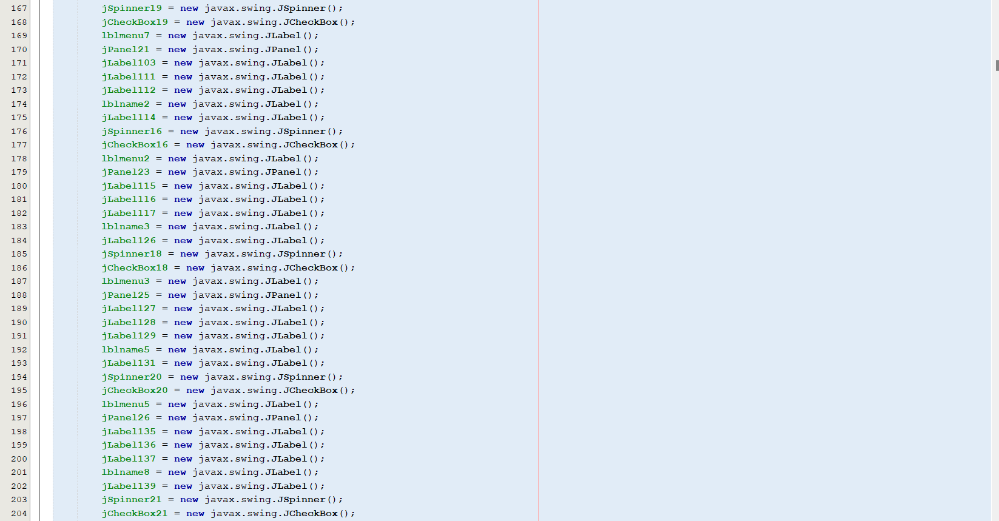 167 jSpinner19 = new javax.swing.JSpinner();
168 jCheckBox19 = new javax.swing.JCheckBox();
169 lblmenu7 = new javax.swing.JLabel();
170 jPanel21 = new javax.swing.JPanel();
171 jLabel103 = new javax.swing.JLabel();
172 jLabel111 = new javax.swing.JLabel();
173 jLabel112 = new javax.swing.JLabel();
174 lblname2 = new javax.swing.JLabel();
175 jLabel114 = new javax.swing.JLabel();
176 jSpinner16 = new javax.swing.JSpinner();
177 jCheckBox16 = new javax.swing.JCheckBox();
178 lblmenu2 = new javax.swing.JLabel();
179 jPanel23 = new javax.swing.JPanel();
180 jLabel115 = new javax.swing.JLabel();
181 jLabel116 = new javax.swing.JLabel();
182 jLabel117 = new javax.swing.JLabel();
183 lblname3 = new javax.swing.JLabel();
184 jLabel126 = new javax.swing.JLabel();
185 jSpinner18 = new javax.swing.JSpinner();
186 jCheckBox18 = new javax.swing.JCheckBox();
187 lblmenu3 = new javax.swing.JLabel();
188 jPanel25 = new javax.swing.JPanel();
189 jLabel127 = new javax.swing.JLabel();
190 jLabel128 = new javax.swing.JLabel();
191 jLabel129 = new javax.swing.JLabel();
192 lblname5 = new javax.swing.JLabel();
193 jLabel131 = new javax.swing.JLabel();
194 jSpinner20 = new javax.swing.JSpinner();
195 jCheckBox20 = new javax.swing.JCheckBox();
196 lblmenu5 = new javax.swing.JLabel();
197 jPanel26 = new javax.swing.JPanel();
198 jLabel135 = new javax.swing.JLabel();
199 jLabel136 = new javax.swing.JLabel();
200 jLabel137 = new javax.swing.JLabel();
201 lblname8 = new javax.swing.JLabel();
202 jLabel139 = new javax.swing.JLabel();
203 jSpinner21 = new javax.swing.JSpinner();
204 jCheckBox21 = new javax.swing.JCheckBox();